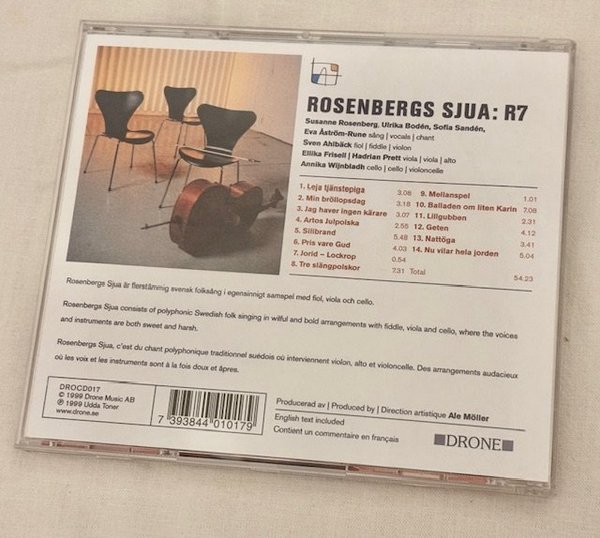 ROSENBERGS SJUA: R7
Susanne Rosenberg, Ulrika Bodén, Sofia Sandén,
Eva Åström-Rune sång | vocals | chant
Sven Ahlbäck fiol | fiddle | violon
Ellika Frisell | Hadrian Prett viola | viola | alto
Annika Wijnbladh cello | cello | violoncelle
1. Leja tjänstepiga 3.08
2. Min bröllopsdag 3.18
3. Jag haver ingen kärare 3.07
4. Artos Julpolska 2.55
5. Silibrand 5.48
6. Pris vare Gud 4.03
7. Jorid – Lockrop 0.54
8. Tre slängpolskor 7.31
9. Mellanspel 1.01
10. Balladen om liten Karin 7.08
11. Lillgubben 2.31
12. Geten 4.12
13. Nattöga 3.41
14. Nu vilar hela jorden 5.04
Total 54.23
Rosenbergs Sjua är flerstämmig svensk folksång i egensinnigt samspel med fiol, viola och cello.
Rosenbergs Sjua consists of polyphonic Swedish folk singing in wilful and bold arrangements with fiddle, viola and cello, where the voices
and instruments are both sweet and harsh.
Rosenbergs Sjua, c'est du chant polyphonique traditionnel suédois où interviennent violon, alto et violoncelle. Des arrangements audacieux
où les voix et les instruments sont à la fois doux et âpres.
DROCD017
© 1999 Drone Music AB
℗ 1999 Udda Toner
www.drone.se
7 393844 010179
Producerad av | Produced by | Direction artistique Ale Möller
English text included
Contient un commentaire en français
DRONE